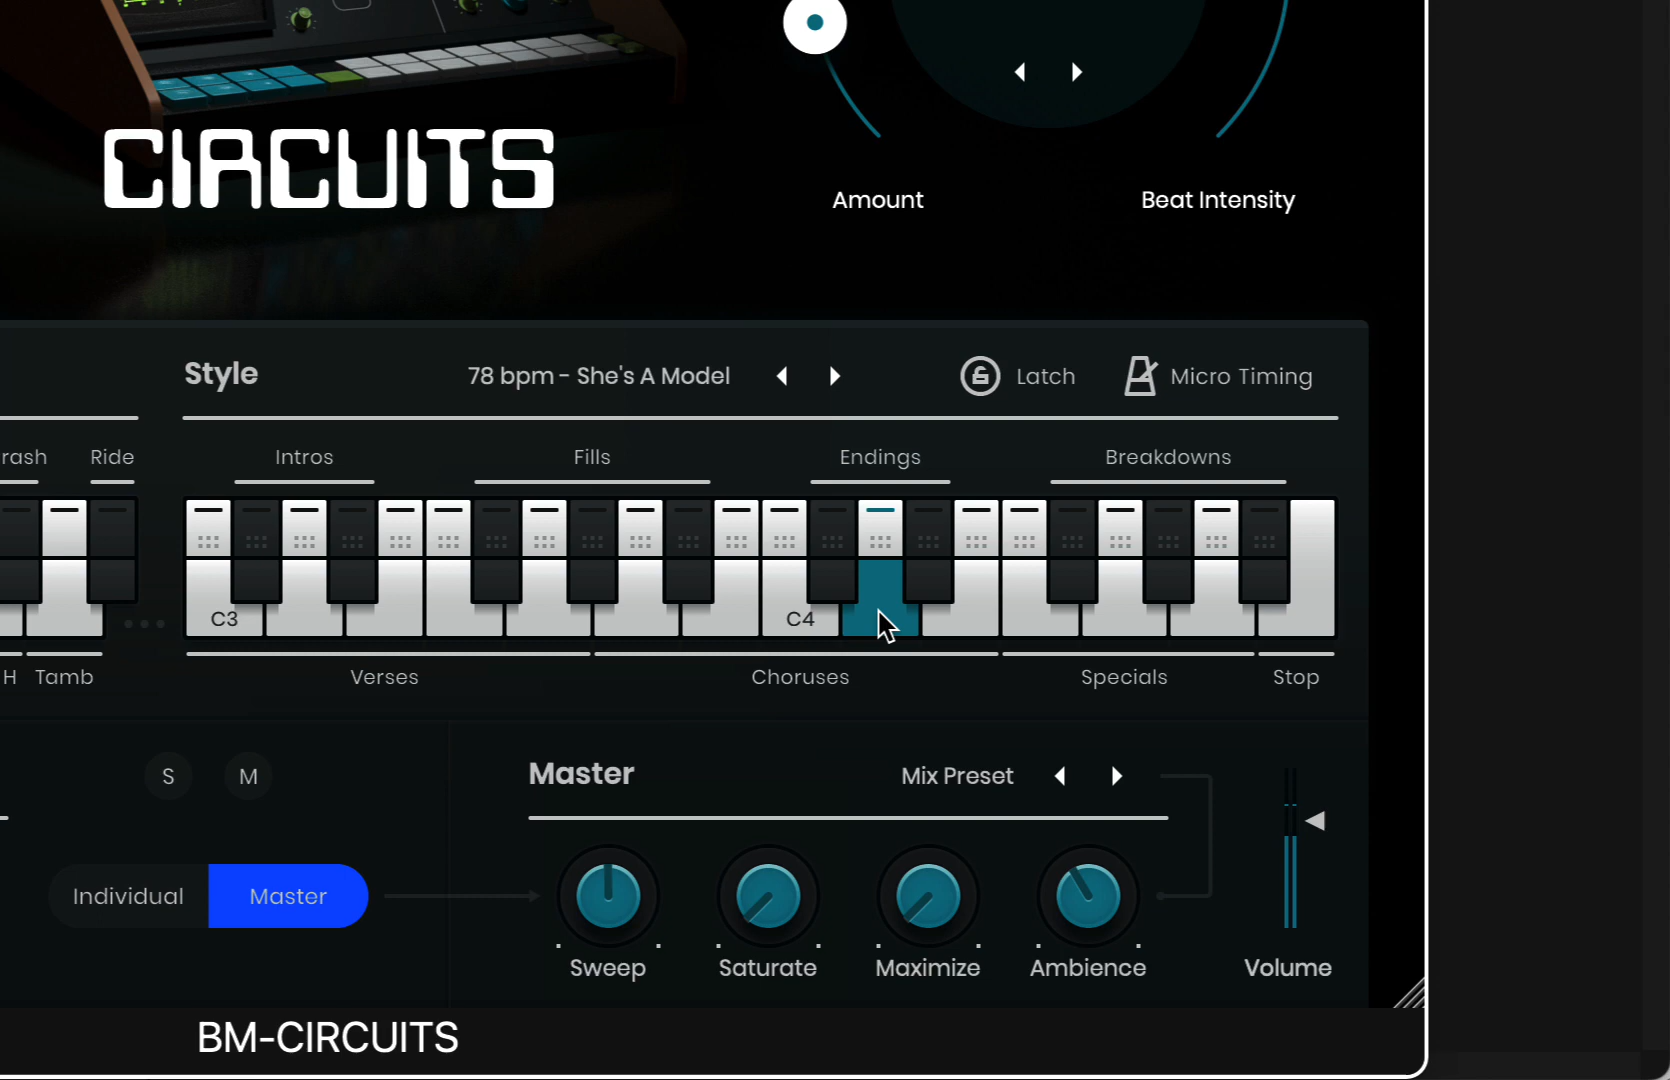 CIRCUITS
Amount
Beat Intensity
Style
78 bpm - She's A Model
Latch
Micro Timing
rash
Ride
Intros
Fills
Endings
Breakdowns
C3
C4
H
Tamb
Verses
Choruses
Specials
Stop
S
M
Master
Mix Preset
Individual
Master
Sweep
Saturate
Maximize
Ambience
Volume
BM-CIRCUITS